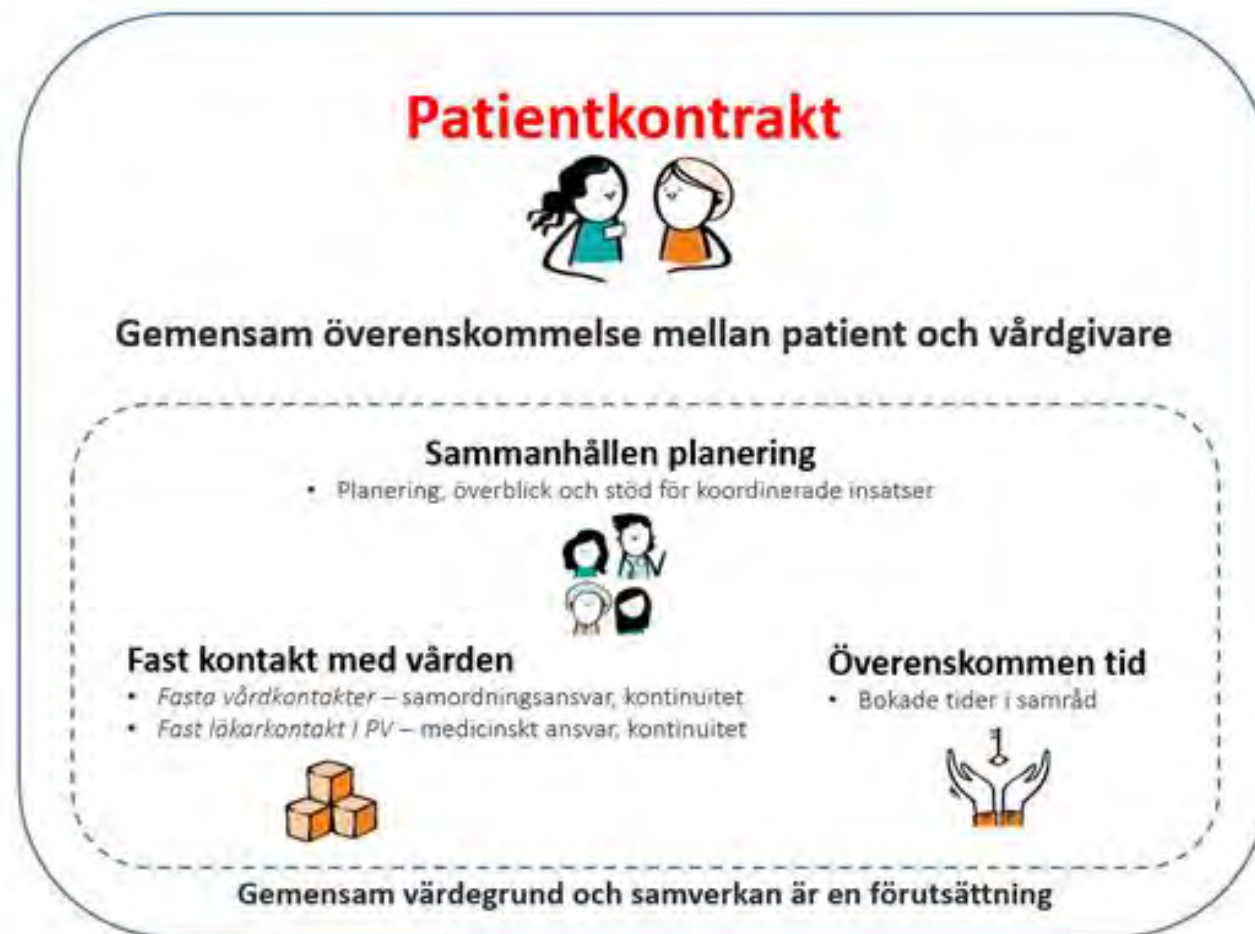 Patientkontrakt
Gemensam överenskommelse mellan patient och vårdgivare
Sammanhållen planering
• Planering, överblick och stöd för koordinerade insatser
Fast kontakt med vården
• Fasta vårdkontakter – samordningsansvar, kontinuitet
• Fast läkarkontakt i PV – medicinskt ansvar, kontinuitet
Överenskommen tid
• Bokade tider i samråd
Gemensam värdegrund och samverkan är en förutsättning